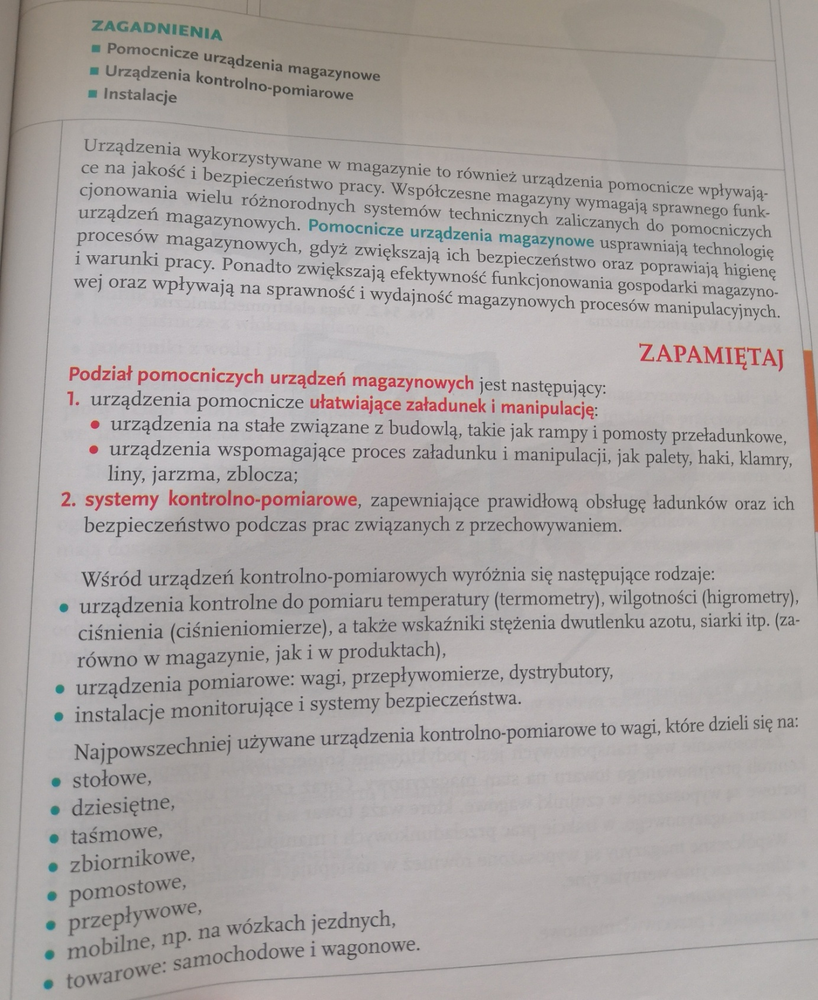 ZAGADNIENIA
Pomocnicze urządzenia magazynowe
Urządzenia kontrolno-pomiarowe
Instalacje
Urządzenia wykorzystywane w magazynie to również urządzenia pomocnicze wpływają-
ce na jakość i bezpieczeństwo pracy. Współczesne magazyny wymagają sprawnego funk-
cjonowania wielu różnorodnych systemów technicznych zaliczanych do pomocniczych
urządzeń magazynowych. Pomocnicze urządzenia magazynowe usprawniają technologię
procesów magazynowych, gdyż zwiększają ich bezpieczeństwo oraz poprawiają higienę
i warunki pracy. Ponadto zwiększają efektywność funkcjonowania gospodarki magazyno-
wej oraz wpływają na sprawność i wydajność magazynowych procesów manipulacyjnych.
ZAPAMIĘTAJ
Podział pomocniczych urządzeń magazynowych jest następujący:
1. urządzenia pomocnicze ułatwiające załadunek i manipulację:
• urządzenia na stałe związane z budowlą, takie jak rampy i pomosty przeładunkowe,
• urządzenia wspomagające proces załadunku i manipulacji, jak palety, haki, klamry,
liny, jarzma, zblocza;
2. systemy kontrolno-pomiarowe, zapewniające prawidłową obsługę ładunków oraz ich
bezpieczeństwo podczas prac związanych z przechowywaniem.
Wśród urządzeń kontrolno-pomiarowych wyróżnia się następujące rodzaje:
• urządzenia kontrolne do pomiaru temperatury (termometry), wilgotności (higrometry),
ciśnienia (ciśnieniomierze), a także wskaźniki stężenia dwutlenku azotu, siarki itp. (za-
równo w magazynie, jak i w produktach),
• urządzenia pomiarowe: wagi, przepływomierze, dystrybutory,
• instalacje monitorujące i systemy bezpieczeństwa.
Najpowszechniej używane urządzenia kontrolno-pomiarowe to wagi, które dzieli się na:
• stołowe,
• dziesiętne,
• taśmowe,
• zbiornikowe,
• pomostowe,
• przepływowe,
• mobilne, np. na wózkach jezdnych,
• towarowe: samochodowe i wagonowe.